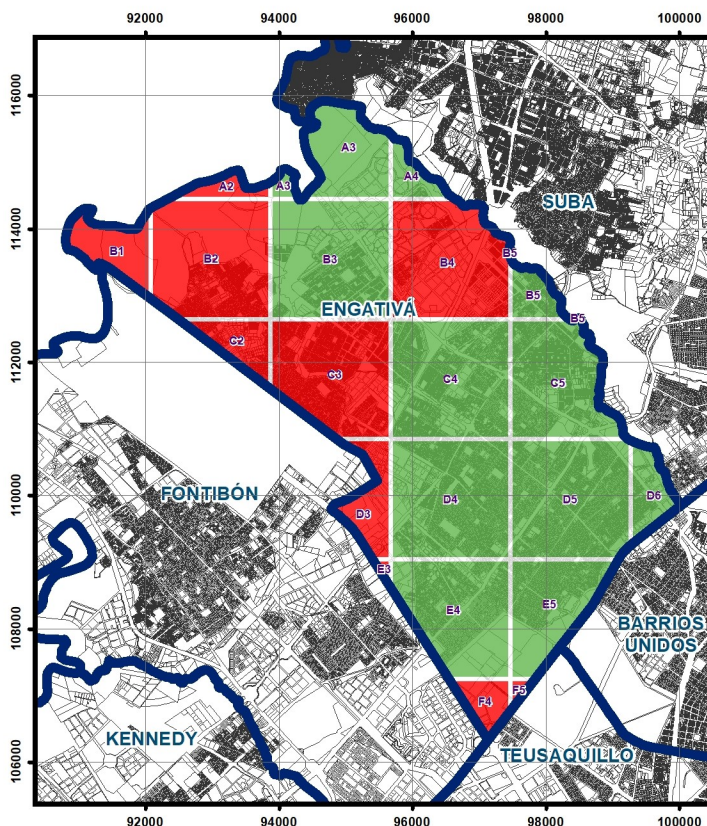 92000 94000 96000 98000 100000
116000
A3
A2 A3 A4
SUBA
114000
B1 B2 B3 B4 B5
B5
ENGATIVÁ B5
C2
112000
C3 C4 C5
FONTIBÓN
110000
D3 D4 D5 D6
E3
E4 E5
108000
BARRIOS
UNIDOS
F4 F5
KENNEDY TEUSAQUILLO
106000
92000 94000 96000 98000 100000